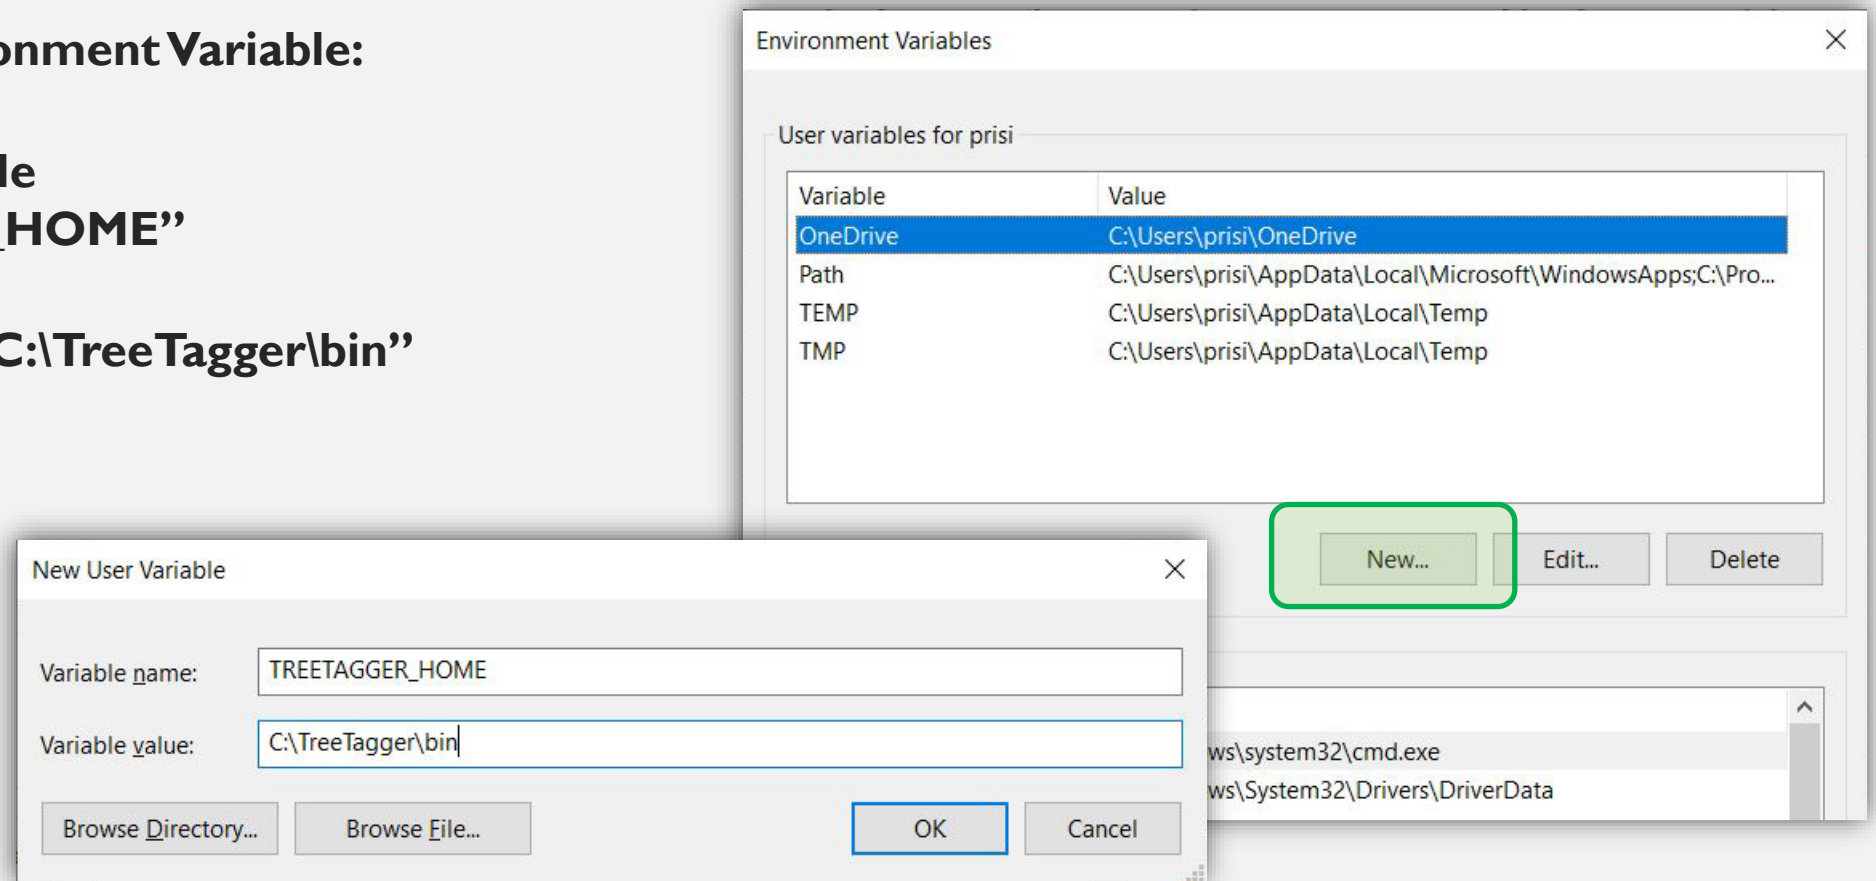 onment Variable:
le
_HOME”
C:\TreeTagger\bin”
Environment Variables
User variables for prisi
Variable Value
OneDrive C:\Users\prisi\OneDrive
Path C:\Users\prisi\AppData\Local\Microsoft\WindowsApps;C:\Pro...
TEMP C:\Users\prisi\AppData\Local\Temp
TMP C:\Users\prisi\AppData\Local\Temp
New... Edit... Delete
New User Variable
Variable name: TREETAGGER_HOME
Variable value: C:\TreeTagger\bin
Browse Directory... Browse File... OK Cancel
ws\system32\cmd.exe
ws\System32\Drivers\DriverData